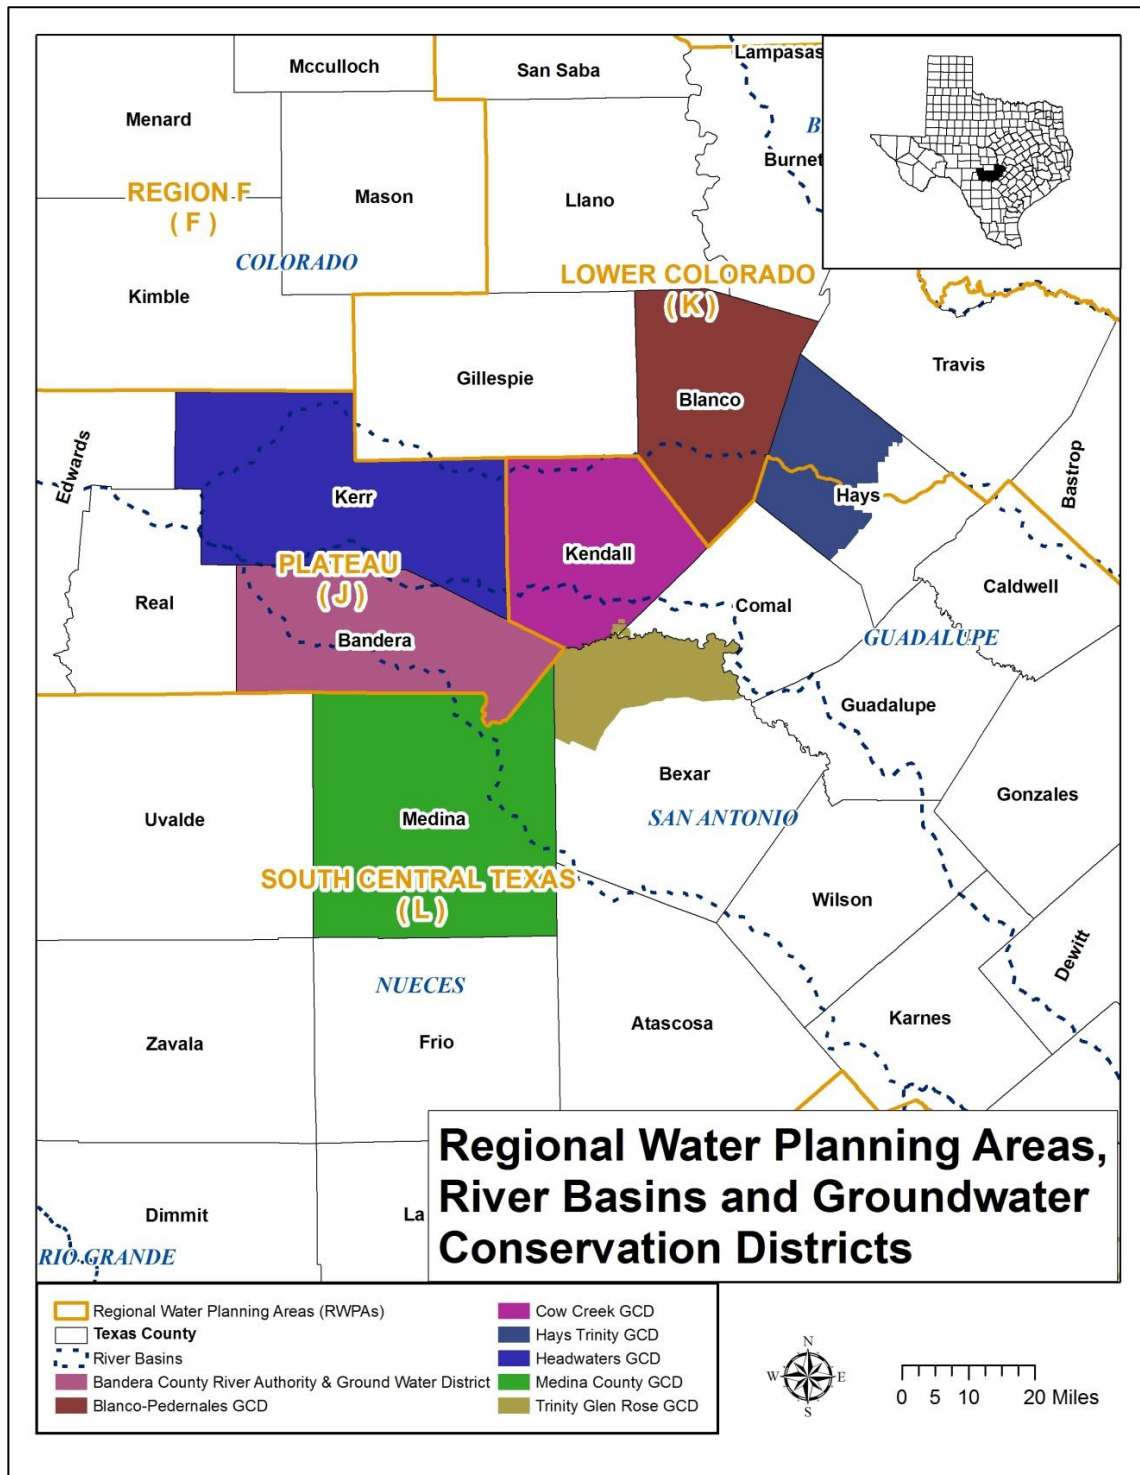 Mcculloch
San Saba
Lampasas
Menard
B
Burnet
REGION F
( F )
Mason
Llano
COLORADO
Kimble
LOWER COLORADO
( K )
Travis
Gillespie
Blanco
Edwards
Bastrop
Kerr
Hays
Kendall
PLATEAU
( J )
Caldwell
Real
Comal
Bandera
GUADALUPE
Guadalupe
Bexar
Gonzales
Uvalde
Medina
SAN ANTONIO
SOUTH CENTRAL TEXAS
( L )
Wilson
Dewitt
NUECES
Karnes
Atascosa
Zavala
Frio
Dimmit
La
RIO GRANDE
Regional Water Planning Areas,
River Basins and Groundwater
Conservation Districts
Regional Water Planning Areas (RWPAs)
Texas County
River Basins
Bandera County River Authority & Ground Water District
Blanco-Pedernales GCD
Cow Creek GCD
Hays Trinity GCD
Headwaters GCD
Medina County GCD
Trinity Glen Rose GCD
N
W
E
S
0 5 10 20 Miles